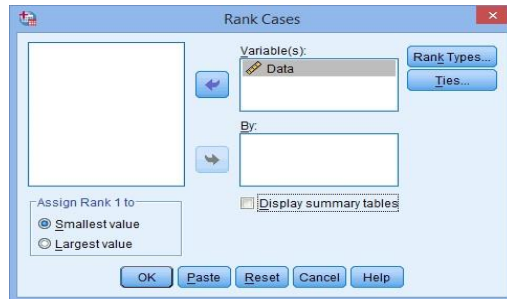 Rank Cases
Variable(s):
Data
Rank Types...
Ties...
By:
Display summary tables
Assign Rank 1 to
Smallest value
Largest value
OK Paste Reset Cancel Help